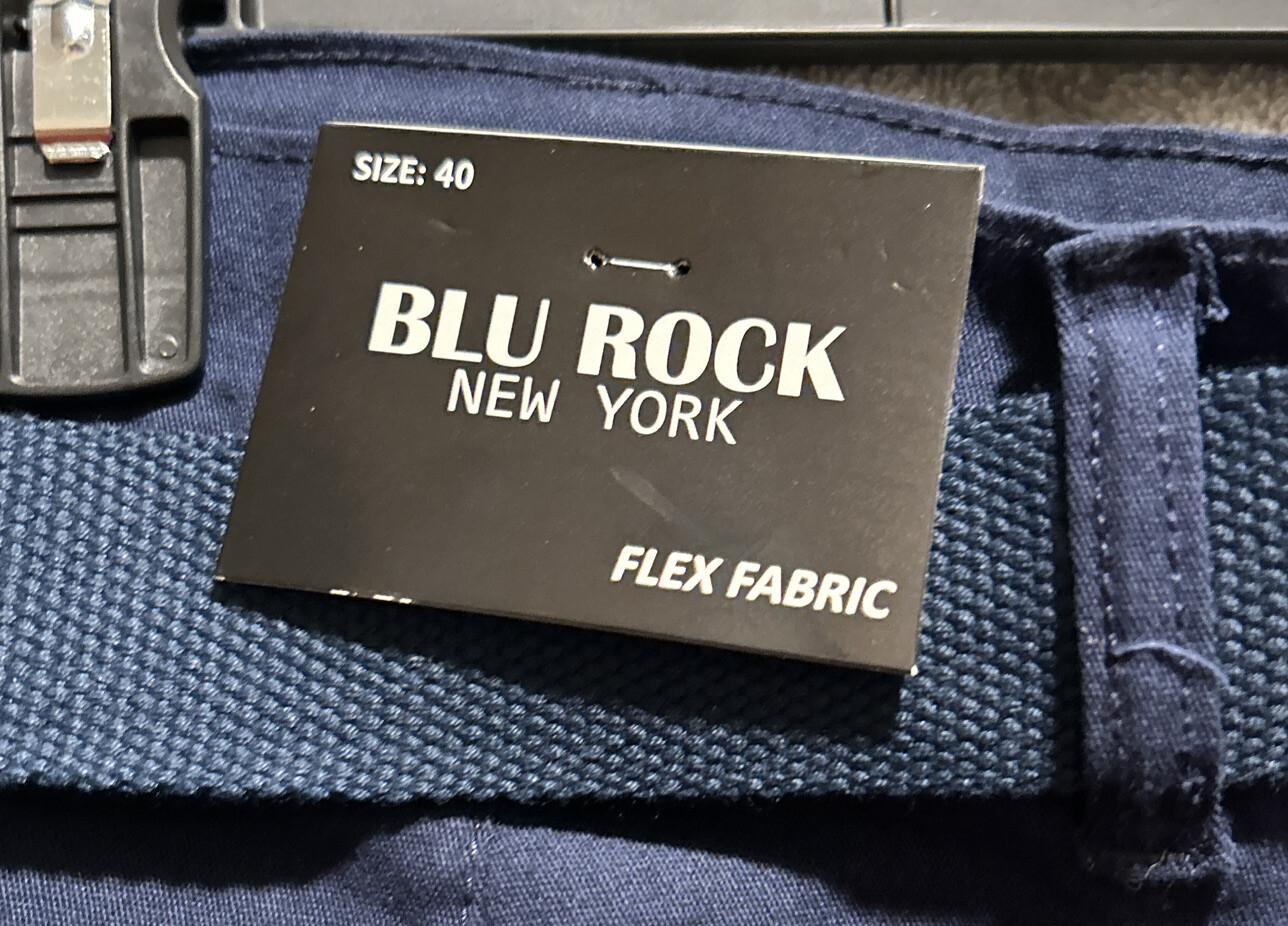 SIZE: 40
BLU ROCK
NEW YORK
FLEX FABRIC